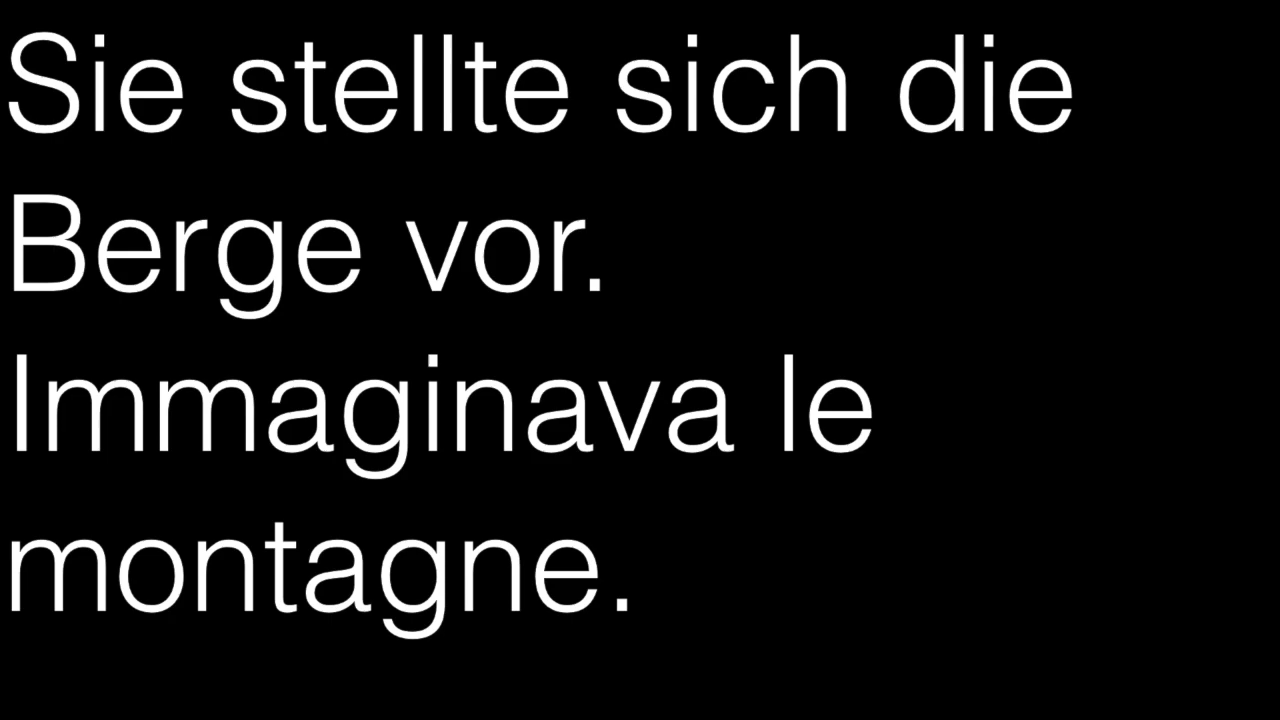 Sie stellte sich die
Berge vor.
Immaginava le
montagne.